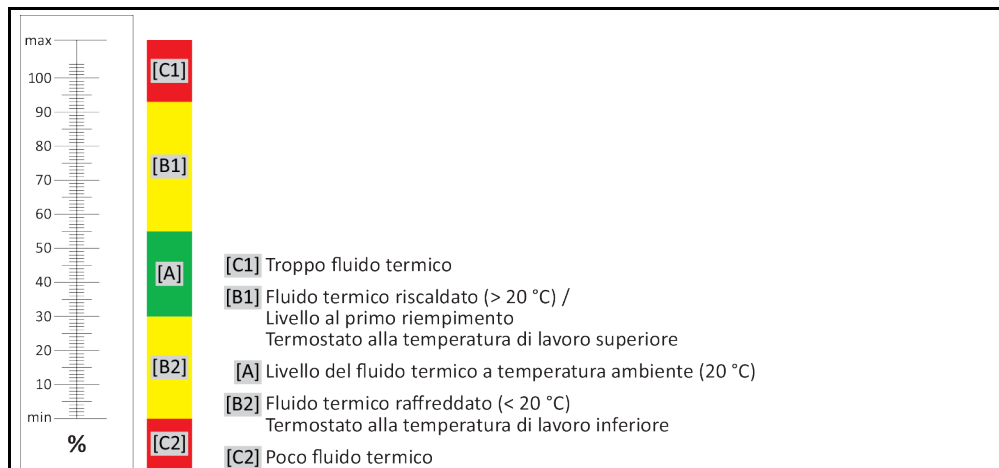 max
100
90
80
70
60
50
40
30
20
10
min
%
[C1]
[B1]
[A]
[B2]
[C2]
[C1] Troppo fluido termico
[B1] Fluido termico riscaldato (> 20 °C) /
Livello al primo riempimento
Termostato alla temperatura di lavoro superiore
[A] Livello del fluido termico a temperatura ambiente (20 °C)
[B2] Fluido termico raffreddato (< 20 °C)
Termostato alla temperatura di lavoro inferiore
[C2] Poco fluido termico